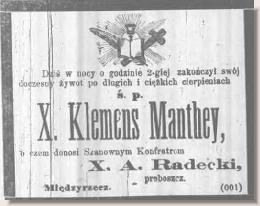 Dziś w nocy o godzinie 2-giej zakończył swój
doczesny żywot po długich i ciężkich cierpieniach
ś. p.
X. Klemens Manthey,
o czem donosi Szanownym Konfratrom
X. A. Radecki,
proboszcz.
Międzyrzecz. (001)